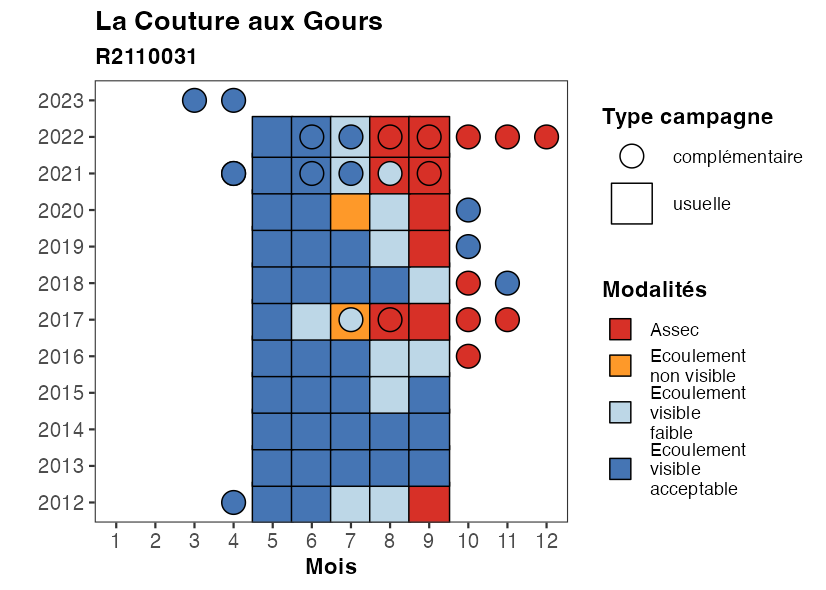 La Couture aux Gours
R2110031
2023
2022
2021
2020
2019
2018
2017
2016
2015
2014
2013
2012
1 2 3 4 5 6 7 8 9 10 11 12
Mois
Type campagne
complémentaire
usuelle
Modalités
Assec
Ecoulement
non visible
Ecoulement
visible
faible
Ecoulement
visible
acceptable